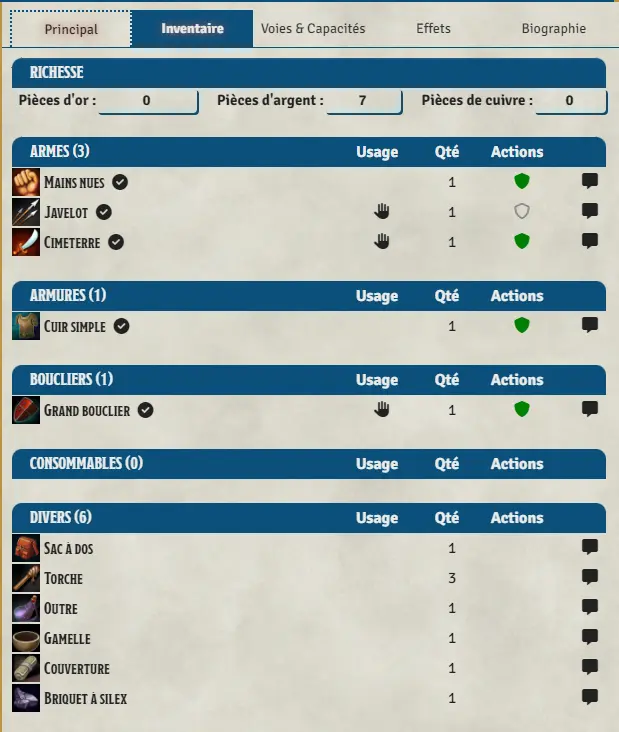 Principal Inventaire Voies & Capacités Effets Biographie
RICHESSE
Pièces d'or : 0 Pièces d'argent : 7 Pièces de cuivre : 0
ARMES (3) Usage Qté Actions
MAINS NUES 1
JAVELOT 1
CIMETERRE 1
ARMURES (1) Usage Qté Actions
CUIR SIMPLE 1
BOUCLIERS (1) Usage Qté Actions
GRAND BOUCLIER 1
CONSOMMABLES (0) Usage Qté Actions
DIVERS (6) Usage Qté Actions
SAC À DOS 1
TORCHE 3
OUTRE 1
GAMELLE 1
COUVERTURE 1
BRIQUET À SILEX 1